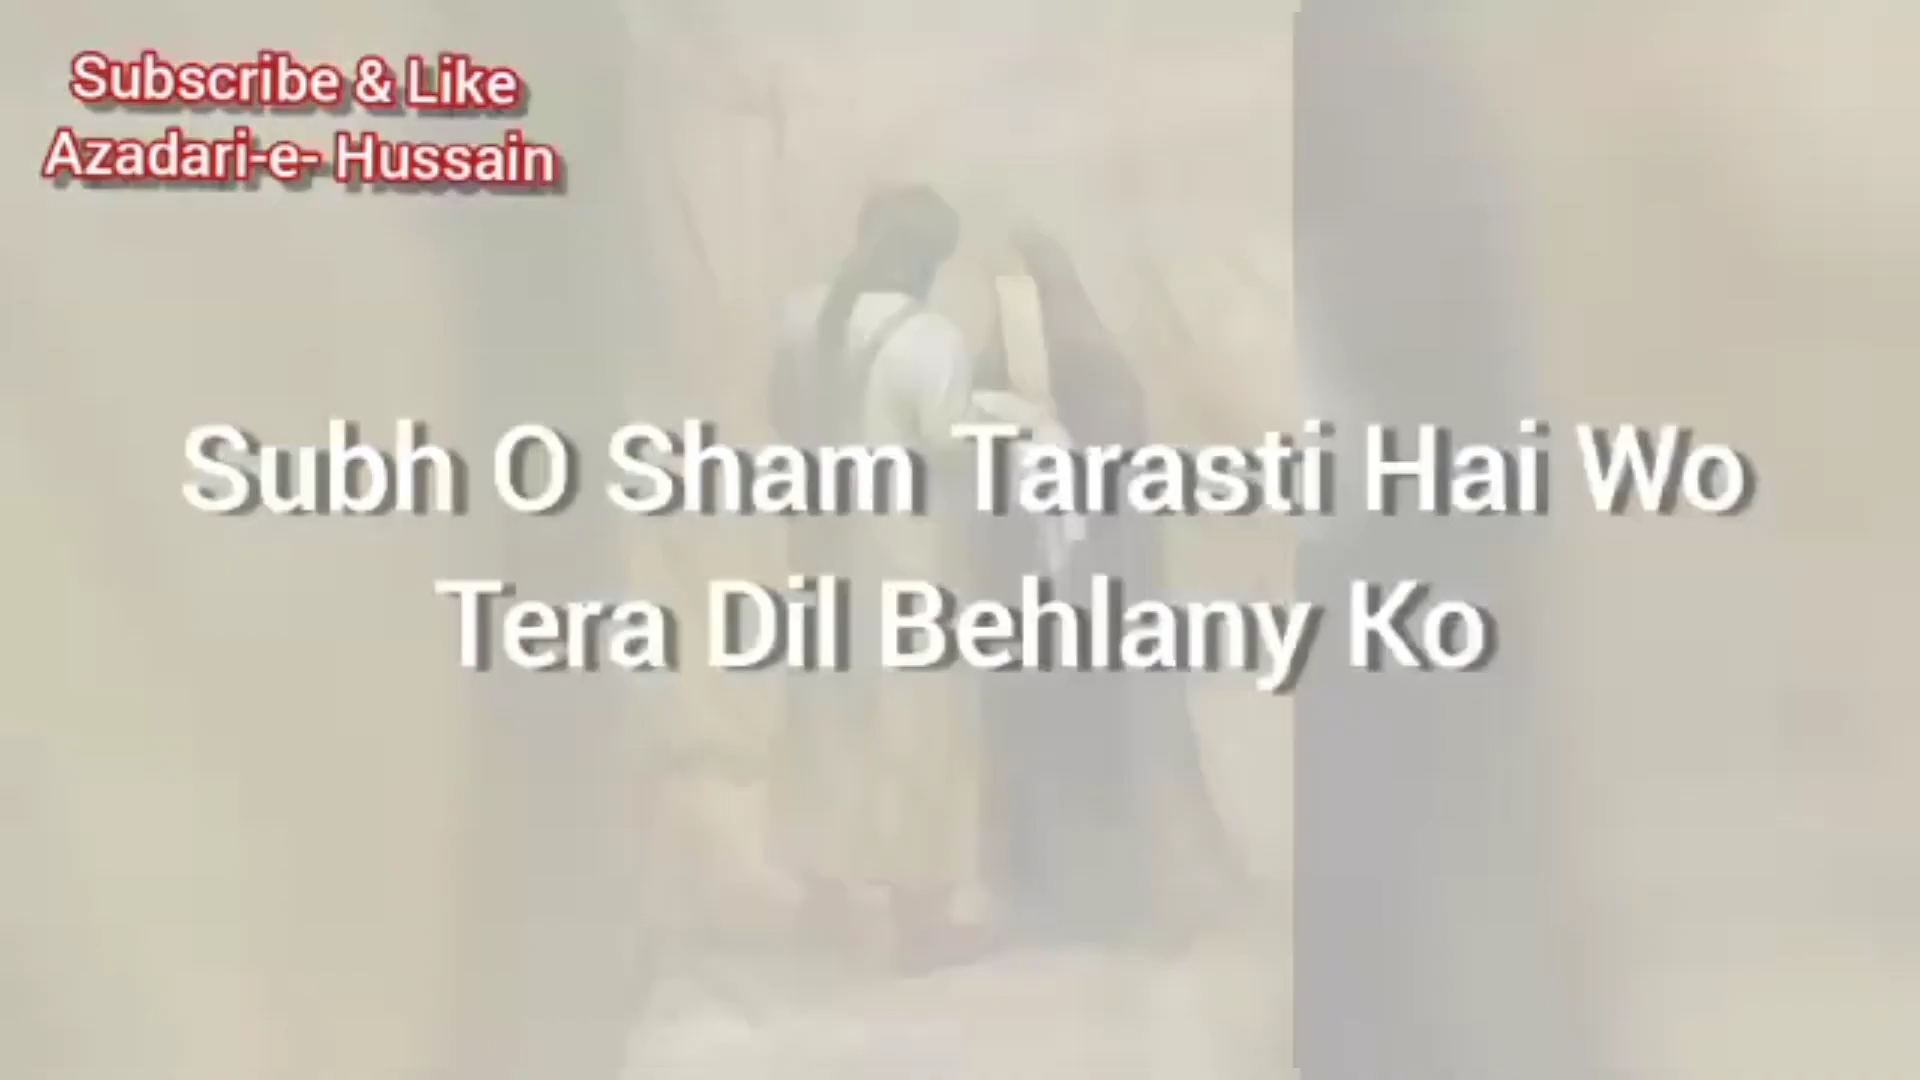 Subscribe & Like
Azadari-e- Hussain
Subh O Sham Tarasti Hai Wo
Tera Dil Behlany Ko